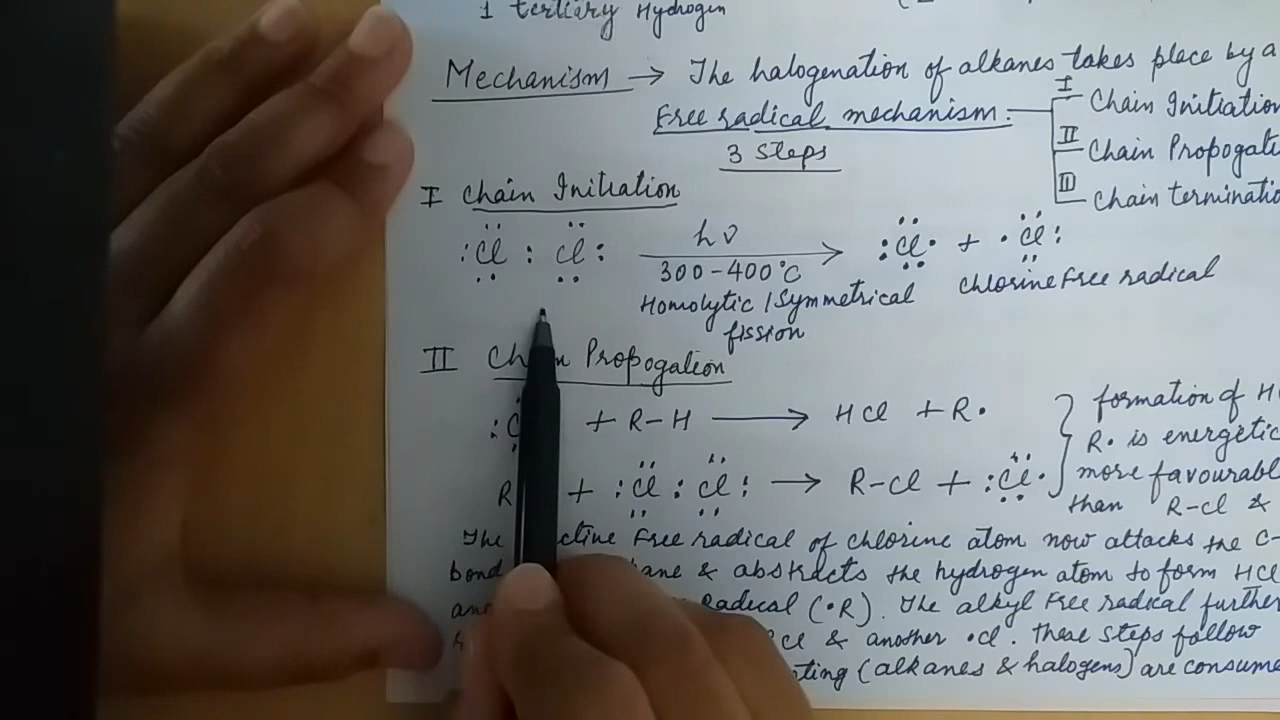 1 tertiary Hydrogen
Mechanism → The halogenation of alkanes takes place by a
Free radical mechanism.
I Chain Initiation
II Chain Propogati
III Chain terminatio
3 Steps
I Chain Initiation
:Cl : Cl: hν 300-400°C :Cl· + ·Cl:
Homolytic / Symmetrical fission
Chlorine Free radical
II Chain Propogation
+ R-H → HCl + R·
R + :Cl : Cl: → R-Cl + :Cl·
formation of H
R· is energetic
more favourable
than R-Cl &
The Free radical of chlorine atom now attacks the C-
bond & abstracts the hydrogen atom to form HCl
Radical (·R). The alkyl Free radical further
& another ·Cl. These steps follow
(alkanes & halogens) are consume